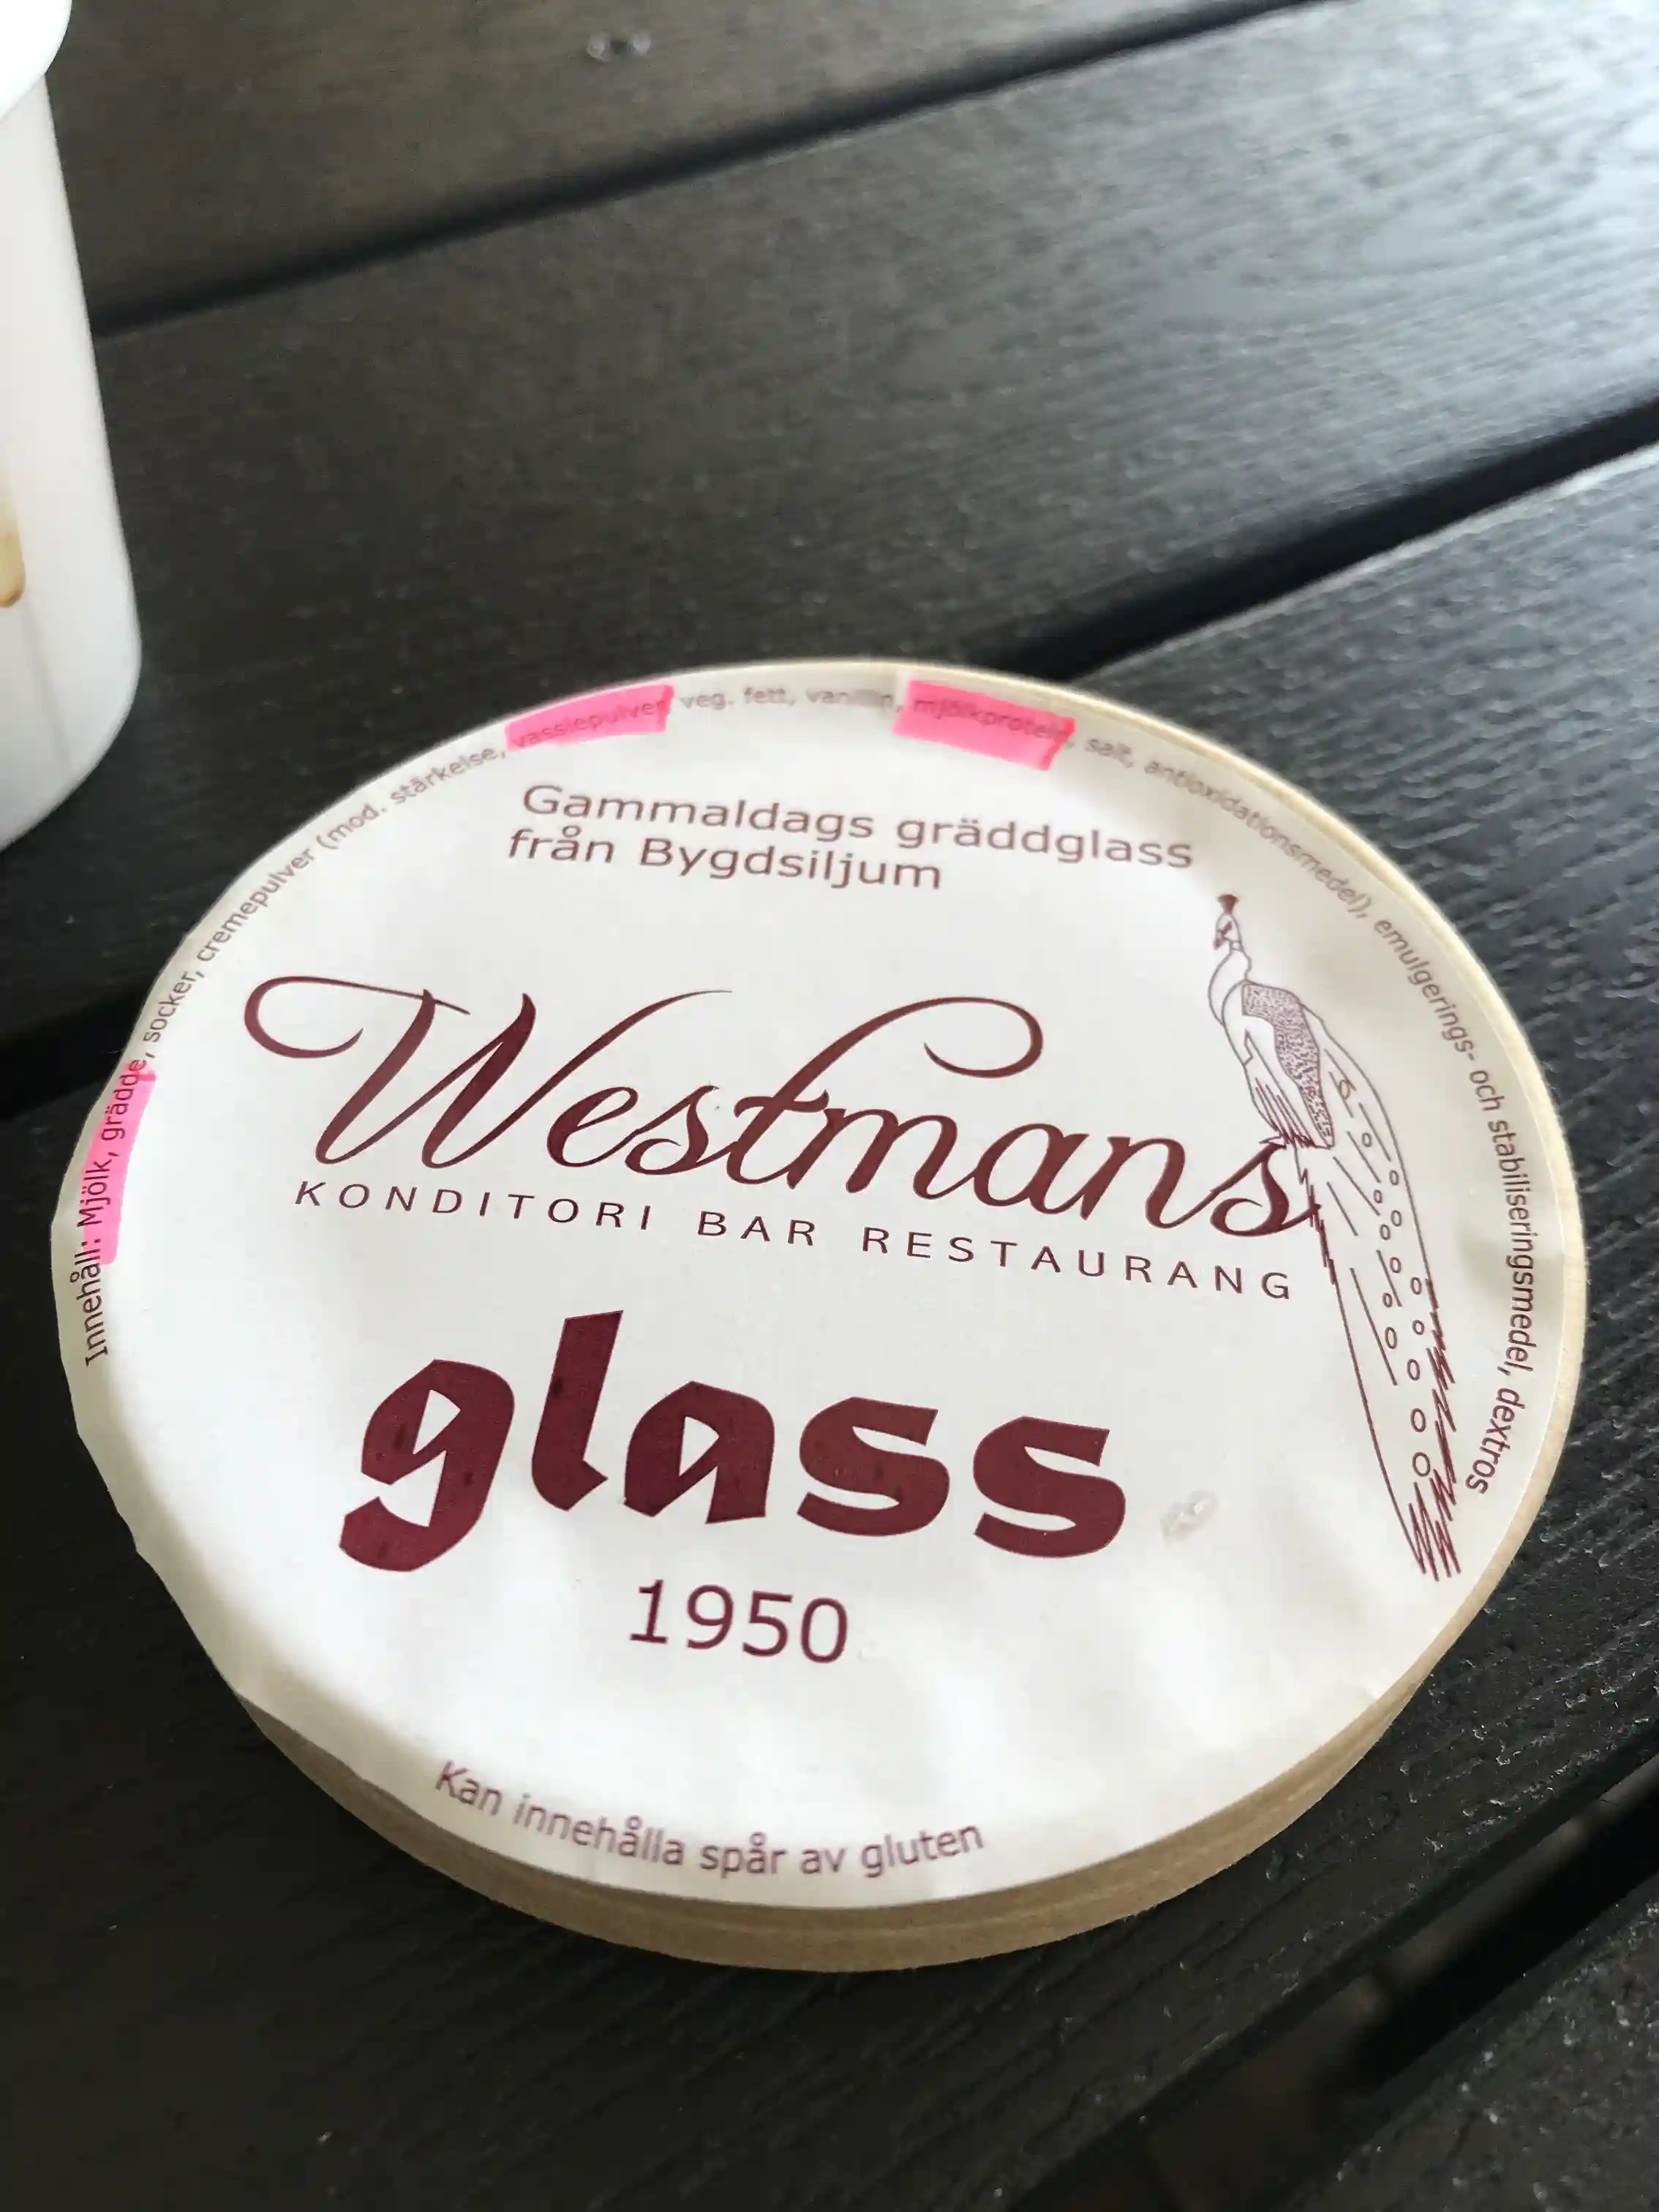 Innehåll: Mjölk, grädde, socker, cremepulver (mod. stärkelse, vasslepulver, veg. fett, vanillin, mjölkprotein, salt, antioxidationsmedel), emulgerings- och stabiliseringsmedel, dextros
Gammaldags gräddglass
från Bygdsiljum
Westmans
KONDITORI BAR RESTAURANG
glass
1950
Kan innehålla spår av gluten